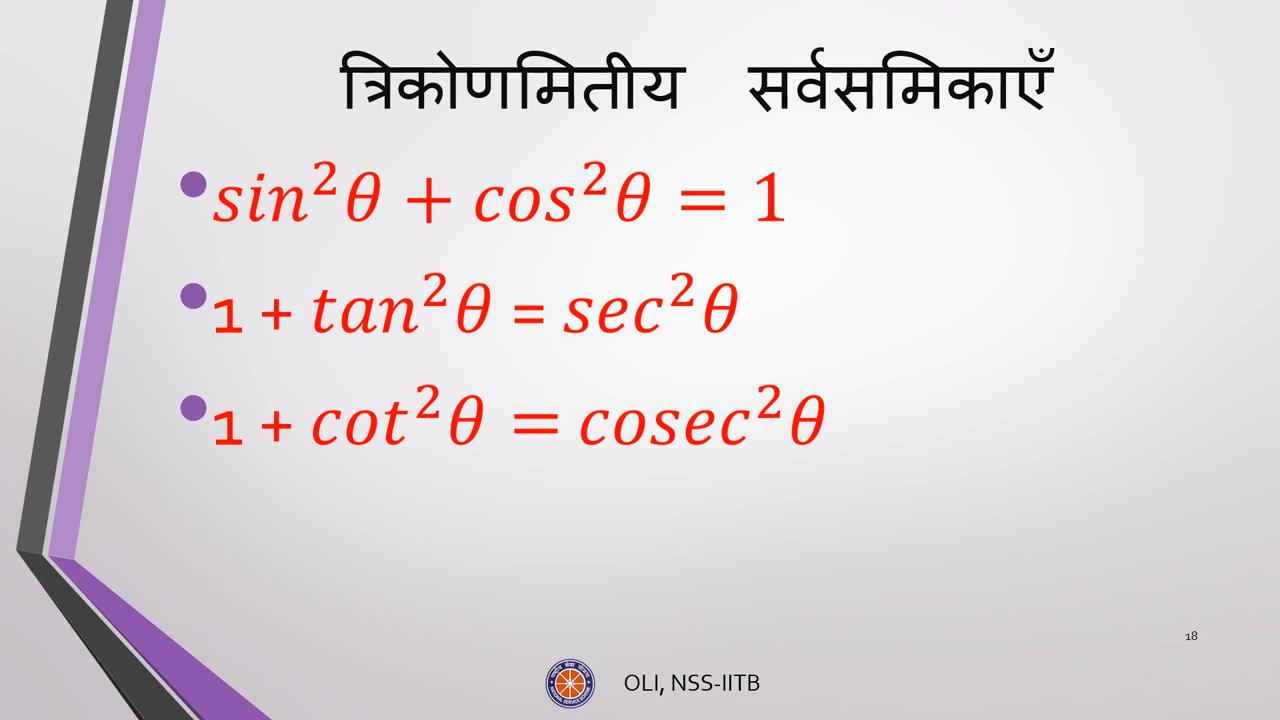 त्रिकोणमितीय सर्वसमिकाएँ
• sin²θ + cos²θ = 1
• 1 + tan²θ = sec²θ
• 1 + cot²θ = cosec²θ
18
OLI, NSS-IITB